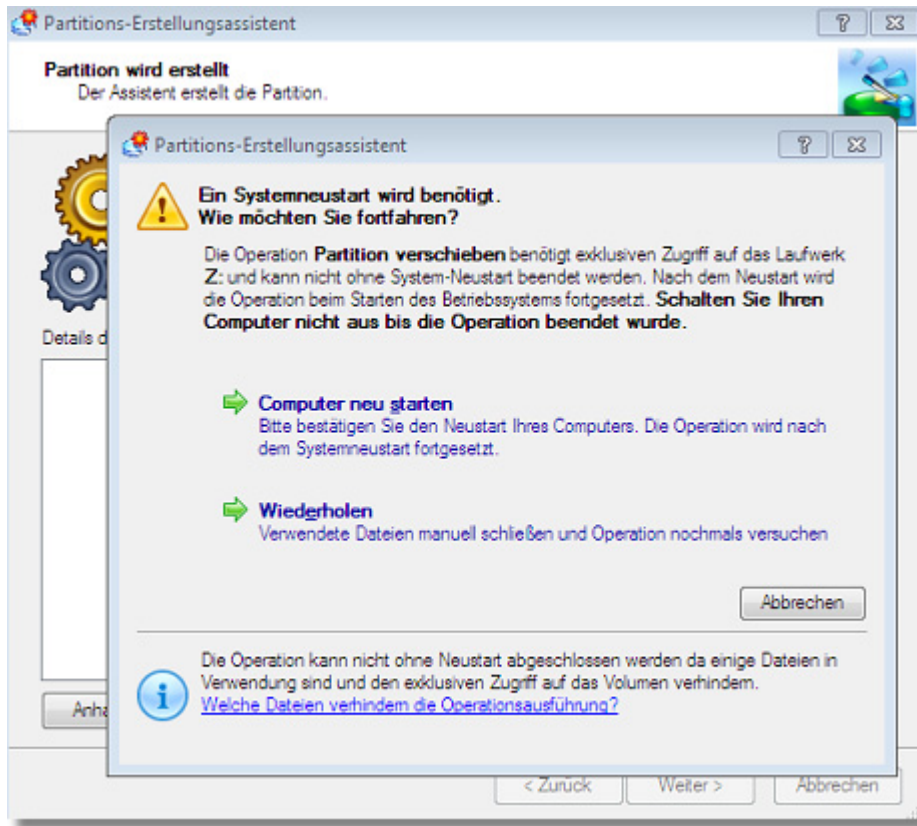 Partitions-Erstellungsassistent
Partition wird erstellt
Der Assistent erstellt die Partition.
Partitions-Erstellungsassistent
Ein Systemneustart wird benötigt.
Wie möchten Sie fortfahren?
Die Operation Partition verschieben benötigt exklusiven Zugriff auf das Laufwerk
Z: und kann nicht ohne System-Neustart beendet werden. Nach dem Neustart wird
die Operation beim Starten des Betriebssystems fortgesetzt. Schalten Sie Ihren
Computer nicht aus bis die Operation beendet wurde.
Details d
Computer neu starten
Bitte bestätigen Sie den Neustart Ihres Computers. Die Operation wird nach
dem Systemneustart fortgesetzt.
Wiederholen
Verwendete Dateien manuell schließen und Operation nochmals versuchen
Abbrechen
Die Operation kann nicht ohne Neustart abgeschlossen werden da einige Dateien in
Verwendung sind und den exklusiven Zugriff auf das Volumen verhindern.
Welche Dateien verhindern die Operationsausführung?
Anha
< Zurück Weiter > Abbrechen